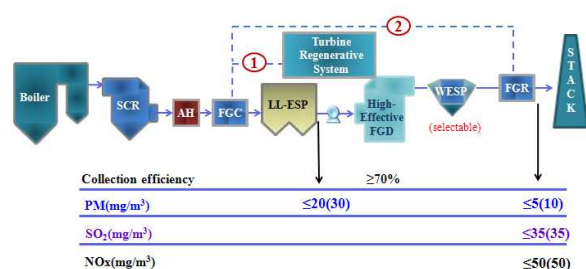 2
1
Turbine
Regenerative
System
STACK
Boiler
SCR
AH
FGC
LL-ESP
High-
Effective
FGD
WESP
(selectable)
FGR
Collection efficiency ≥70%
PM(mg/m³) ≤20(30) ≤5(10)
SO₂(mg/m³) ≤35(35)
NOx(mg/m³) ≤50(50)